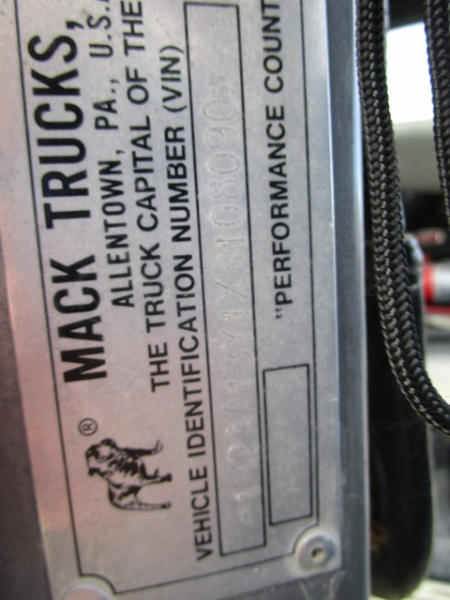 MACK TRUCKS,
ALLENTOWN, PA., U.S.A
THE TRUCK CAPITAL OF THE
VEHICLE IDENTIFICATION NUMBER (VIN)
"PERFORMANCE COUNT
®